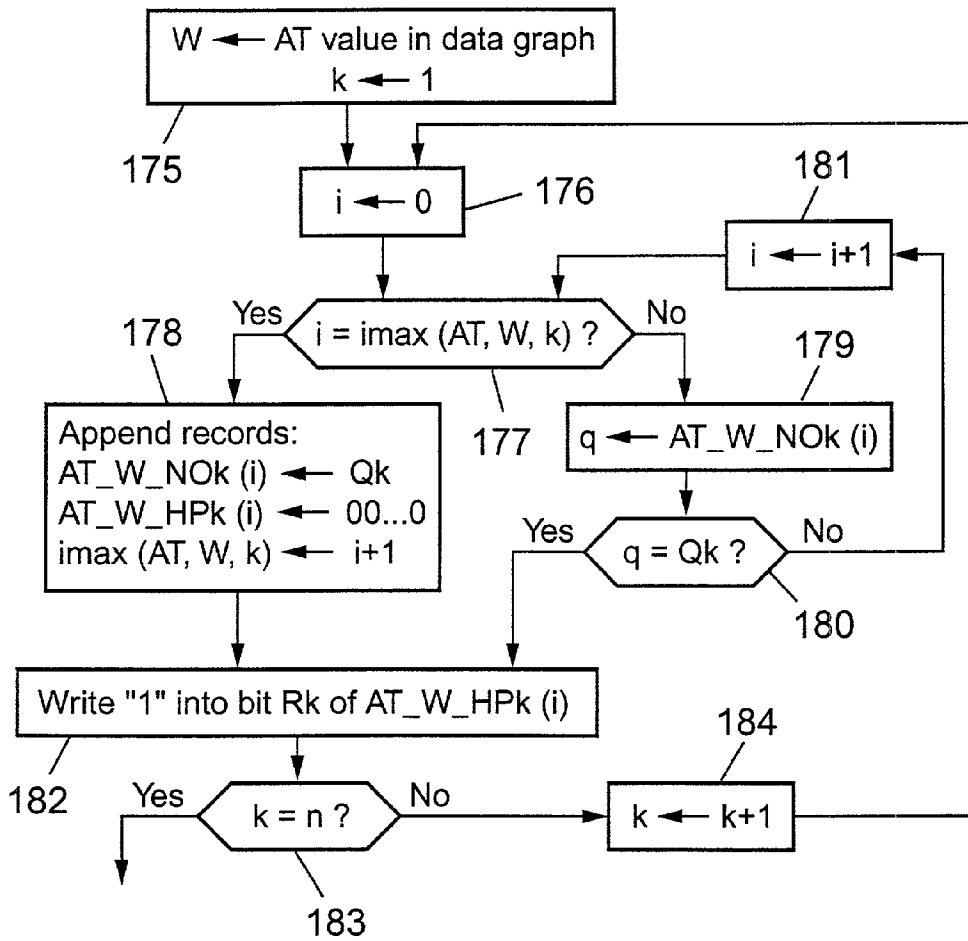 W ← AT value in data graph
k ← 1
175
i ← 0
176
181
i ← i+1
Yes
i = imax (AT, W, k) ?
No
177
178
Append records:
AT_W_NOk (i) ← Qk
AT_W_HPk (i) ← 00...0
imax (AT, W, k) ← i+1
179
q ← AT_W_NOk (i)
Yes
q = Qk ?
No
180
Write "1" into bit Rk of AT_W_HPk (i)
182
Yes
k = n ?
No
183
184
k ← k+1